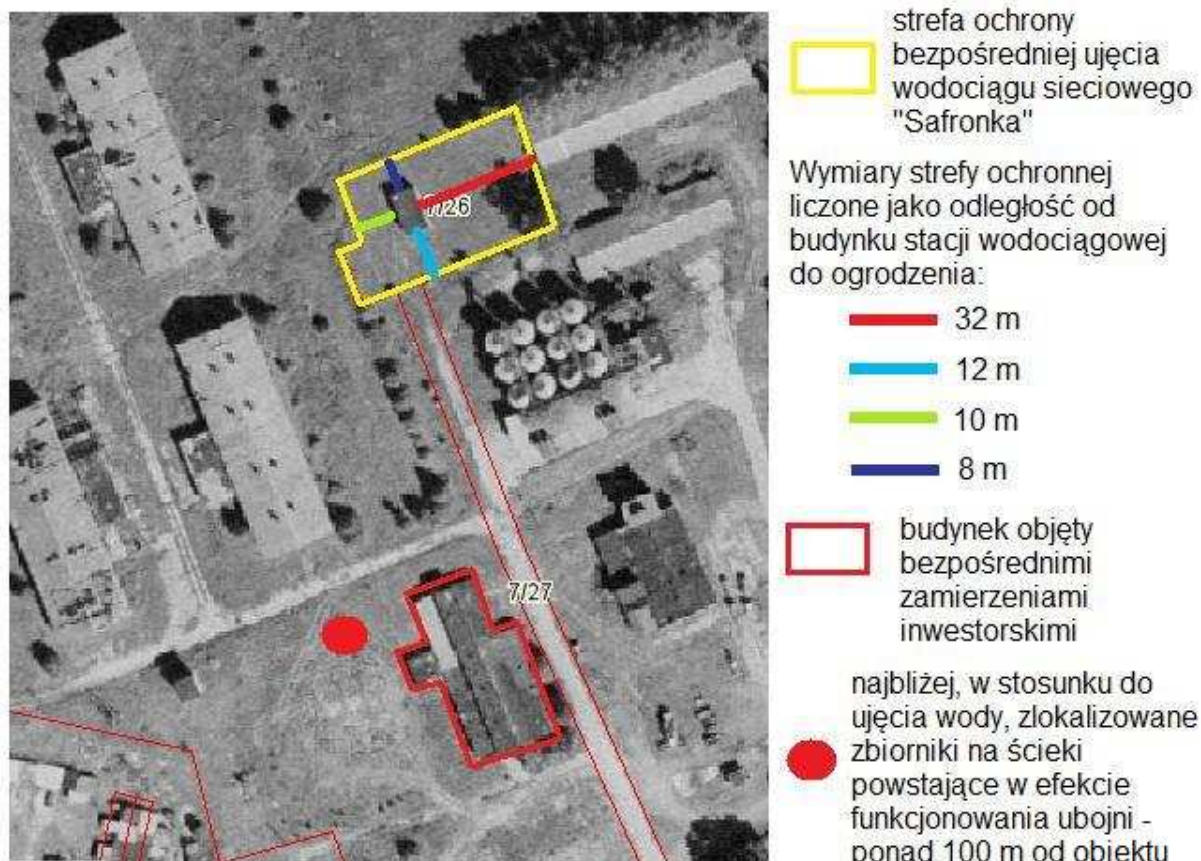 strefa ochrony
bezpośredniej ujęcia
wodociągu sieciowego
"Safronka"
Wymiary strefy ochronnej
liczone jako odległość od
budynku stacji wodociągowej
do ogrodzenia:
32 m
12 m
10 m
8 m
budynek objęty
bezpośrednimi
zamierzeniami
inwestorskimi
najbliżej, w stosunku do
ujęcia wody, zlokalizowane
zbiorniki na ścieki
powstające w efekcie
funkcjonowania ubojni -
ponad 100 m od obiektu
7/26
7/27